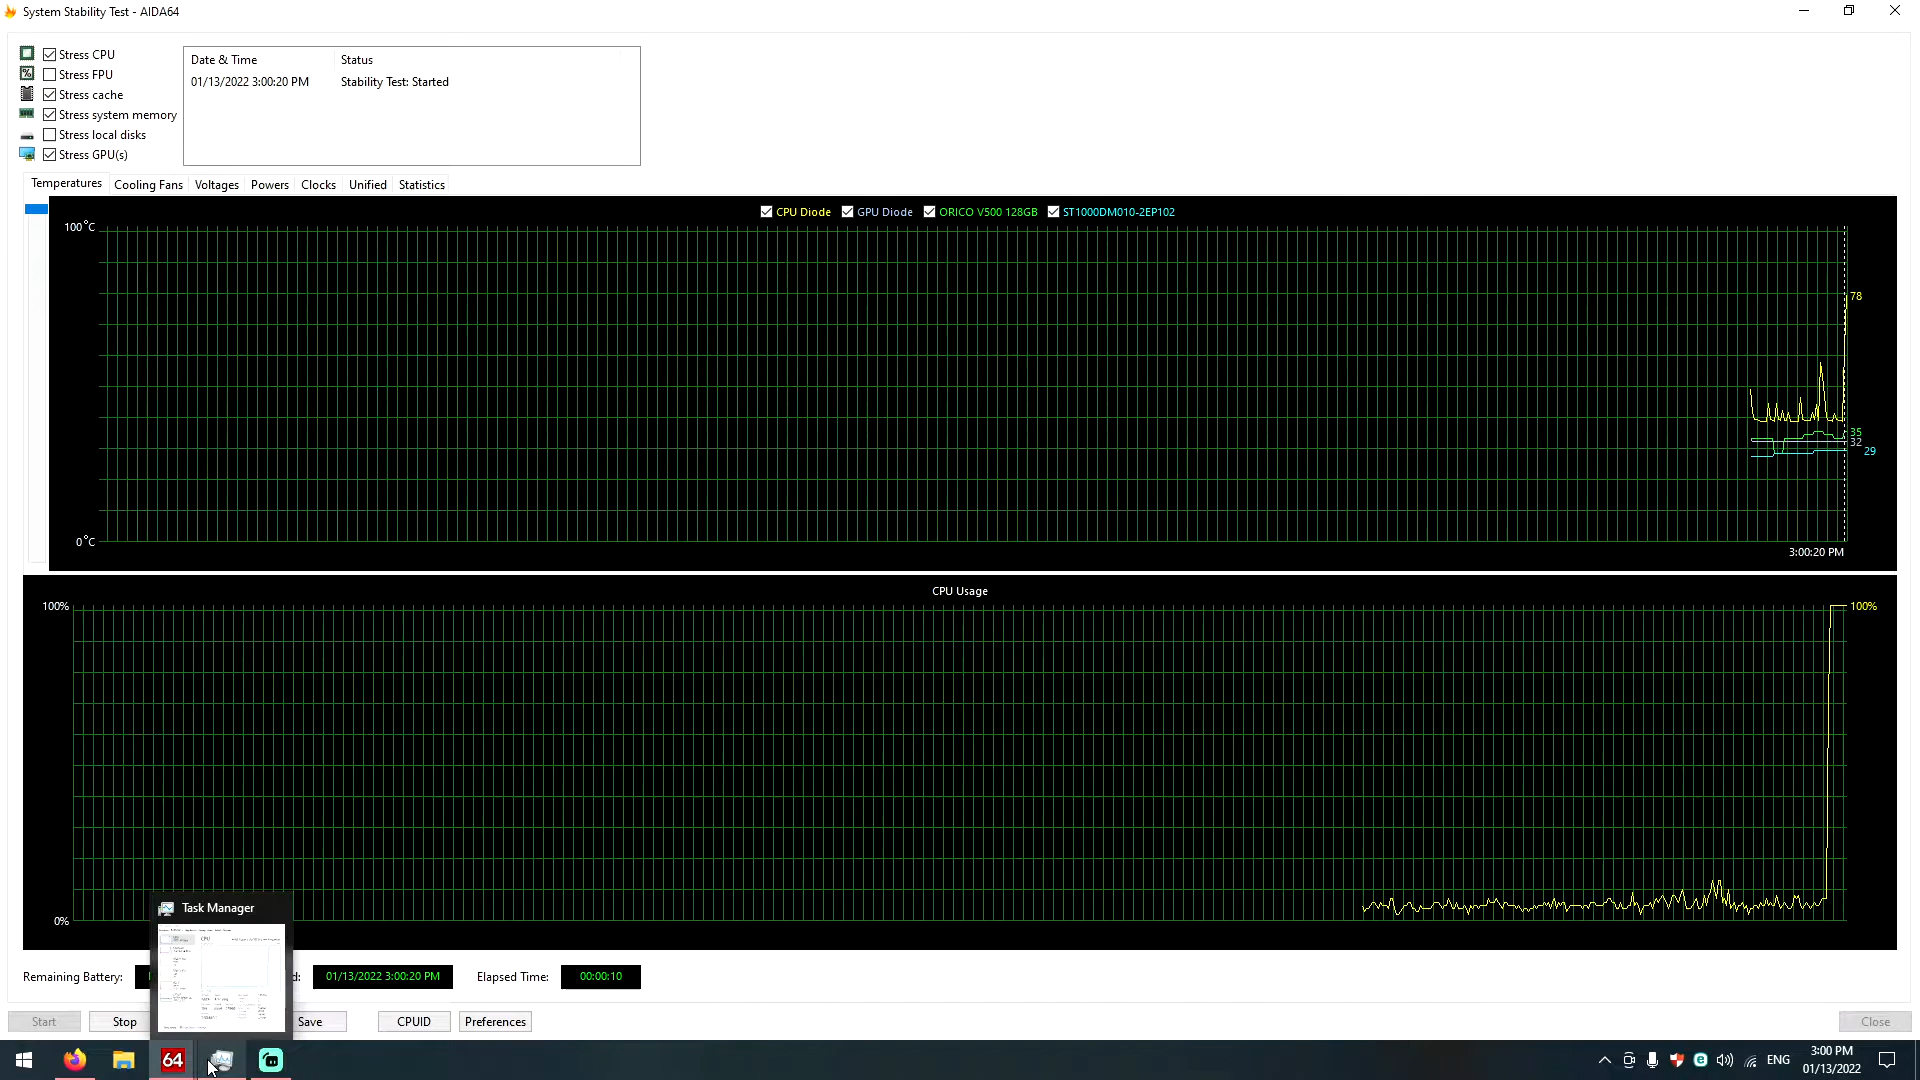 System Stability Test - AIDA64
Stress CPU
Stress FPU
Stress cache
Stress system memory
Stress local disks
Stress GPU(s)
Date & Time Status
01/13/2022 3:00:20 PM Stability Test: Started
Temperatures Cooling Fans Voltages Powers Clocks Unified Statistics
CPU Diode GPU Diode ORICO V500 128GB ST1000DM010-2EP102
100°C
78
35
32
29
0°C
3:00:20 PM
CPU Usage
100% 100%
0%
Task Manager
CPU
Remaining Battery: d: 01/13/2022 3:00:20 PM Elapsed Time: 00:00:10
Start Stop Save CPUID Preferences Close
64 ENG 3:00 PM
01/13/2022